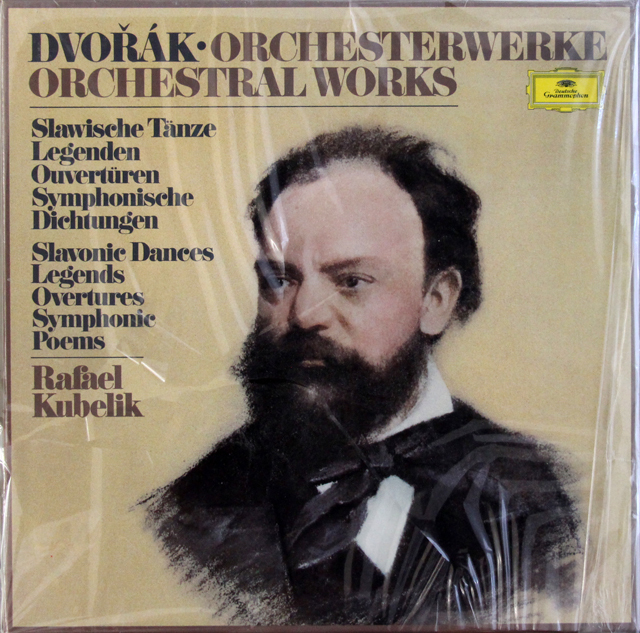 DVOŘÁK·ORCHESTERWERKE
ORCHESTRAL WORKS
Deutsche
Grammophon
Slawische Tänze
Legenden
Ouvertüren
Symphonische
Dichtungen
Slavonic Dances
Legends
Overtures
Symphonic
Poems
Rafael
Kubelik